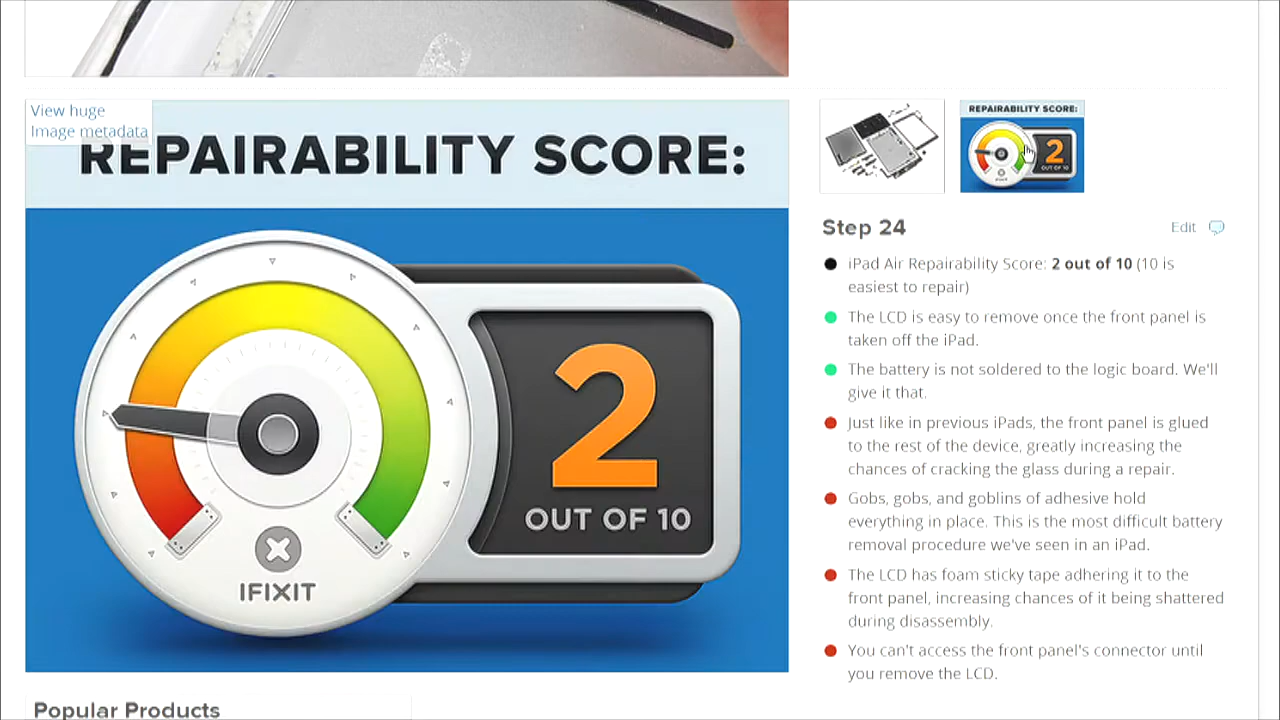 View huge
Image metadata
REPAIRABILITY SCORE:
2
OUT OF 10
IFIXIT
REPAIRABILITY SCORE:
2
OUT OF 10
IFIXIT
Step 24
Edit
iPad Air Repairability Score: 2 out of 10 (10 is
easiest to repair)
The LCD is easy to remove once the front panel is
taken off the iPad.
The battery is not soldered to the logic board. We'll
give it that.
Just like in previous iPads, the front panel is glued
to the rest of the device, greatly increasing the
chances of cracking the glass during a repair.
Gobs, gobs, and goblins of adhesive hold
everything in place. This is the most difficult battery
removal procedure we've seen in an iPad.
The LCD has foam sticky tape adhering it to the
front panel, increasing chances of it being shattered
during disassembly.
You can't access the front panel's connector until
you remove the LCD.
Popular Products